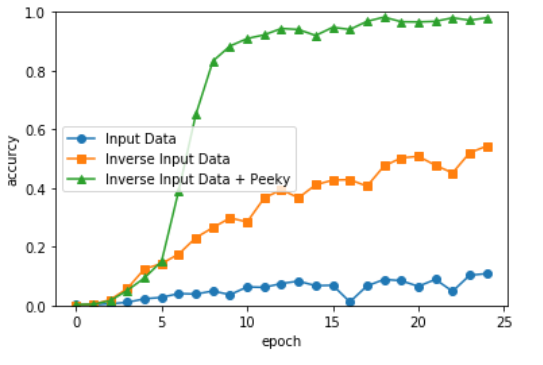 1.0
0.8
0.6
0.4
0.2
0.0
accurcy
Input Data
Inverse Input Data
Inverse Input Data + Peeky
0 5 10 15 20 25
epoch